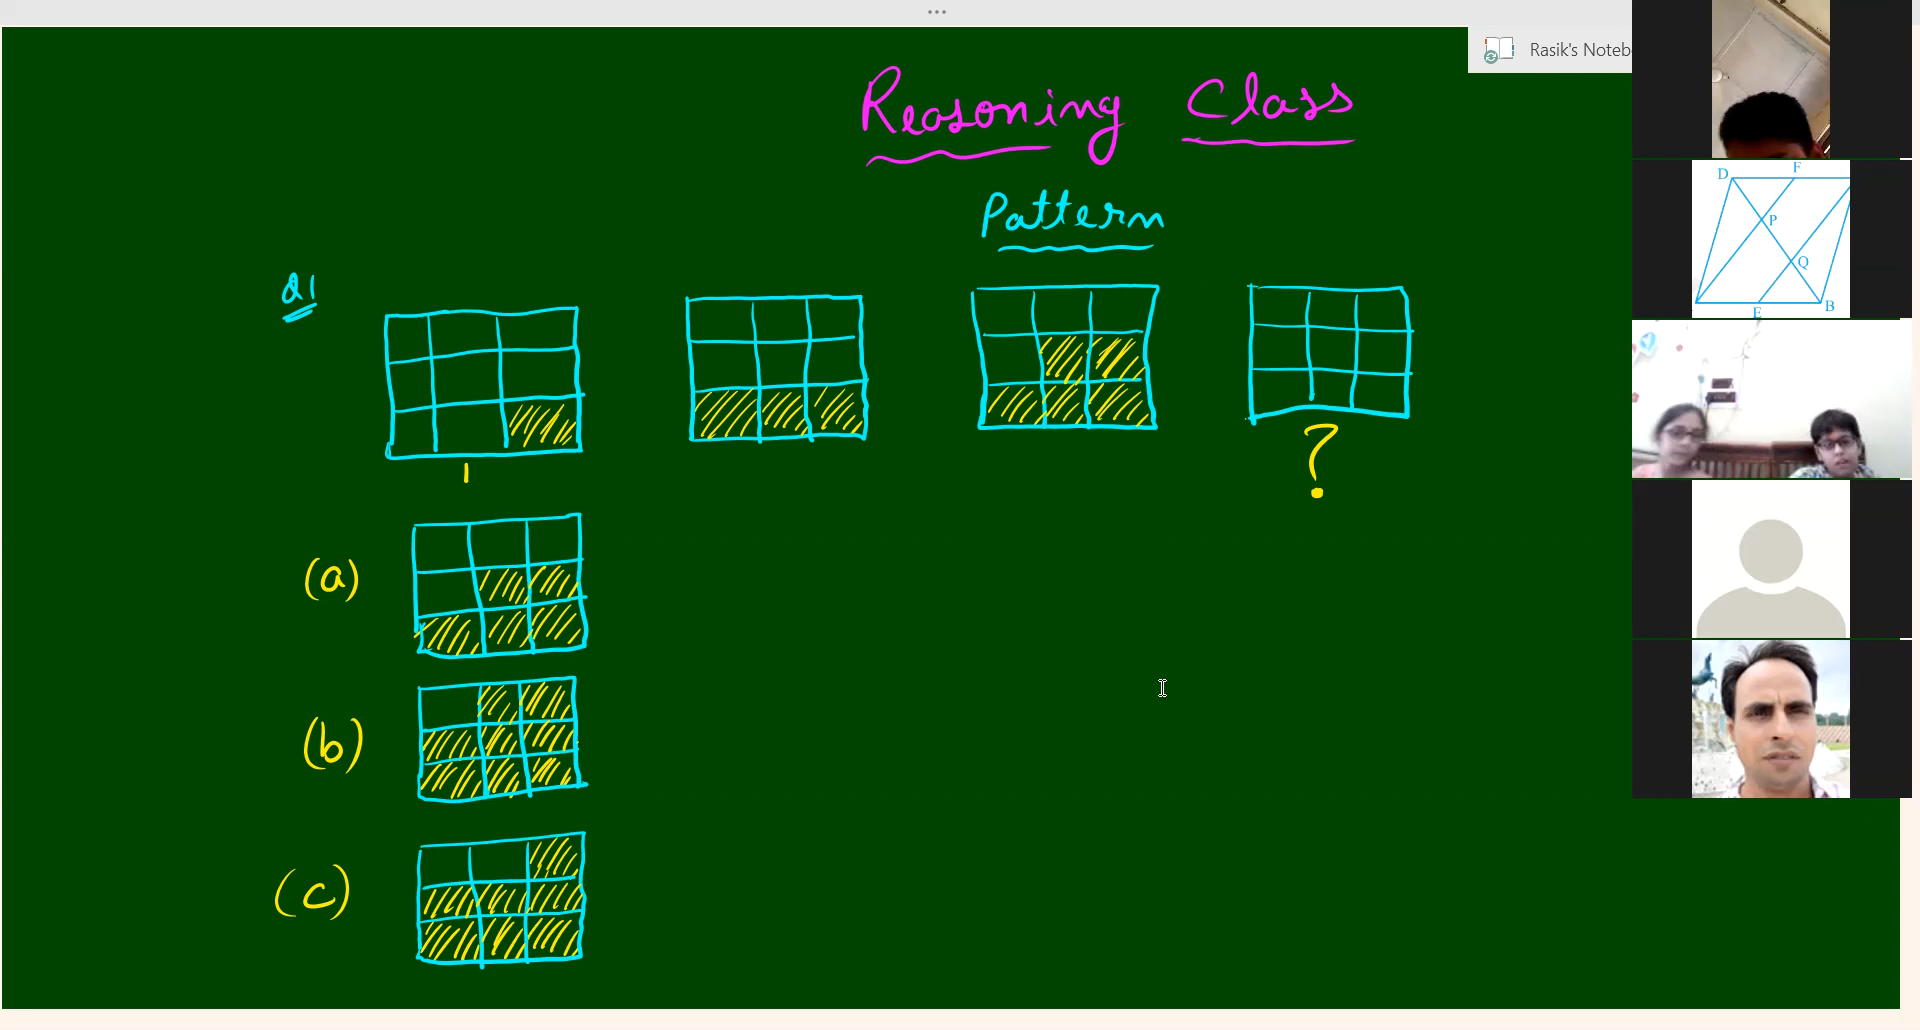 Rasik's Noteb
Reasoning Class
Pattern
Q1
1
?
(a)
(b)
(c)
D F
P
Q
E B